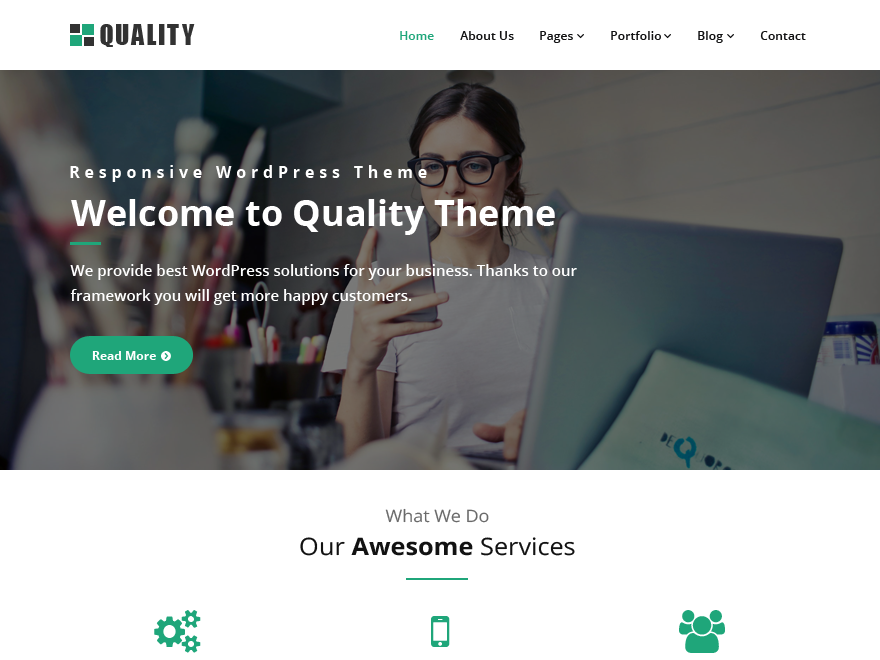 QUALITY
Home About Us Pages Portfolio Blog Contact
Responsive WordPress Theme
Welcome to Quality Theme
We provide best WordPress solutions for your business. Thanks to our
framework you will get more happy customers.
Read More
What We Do
Our Awesome Services